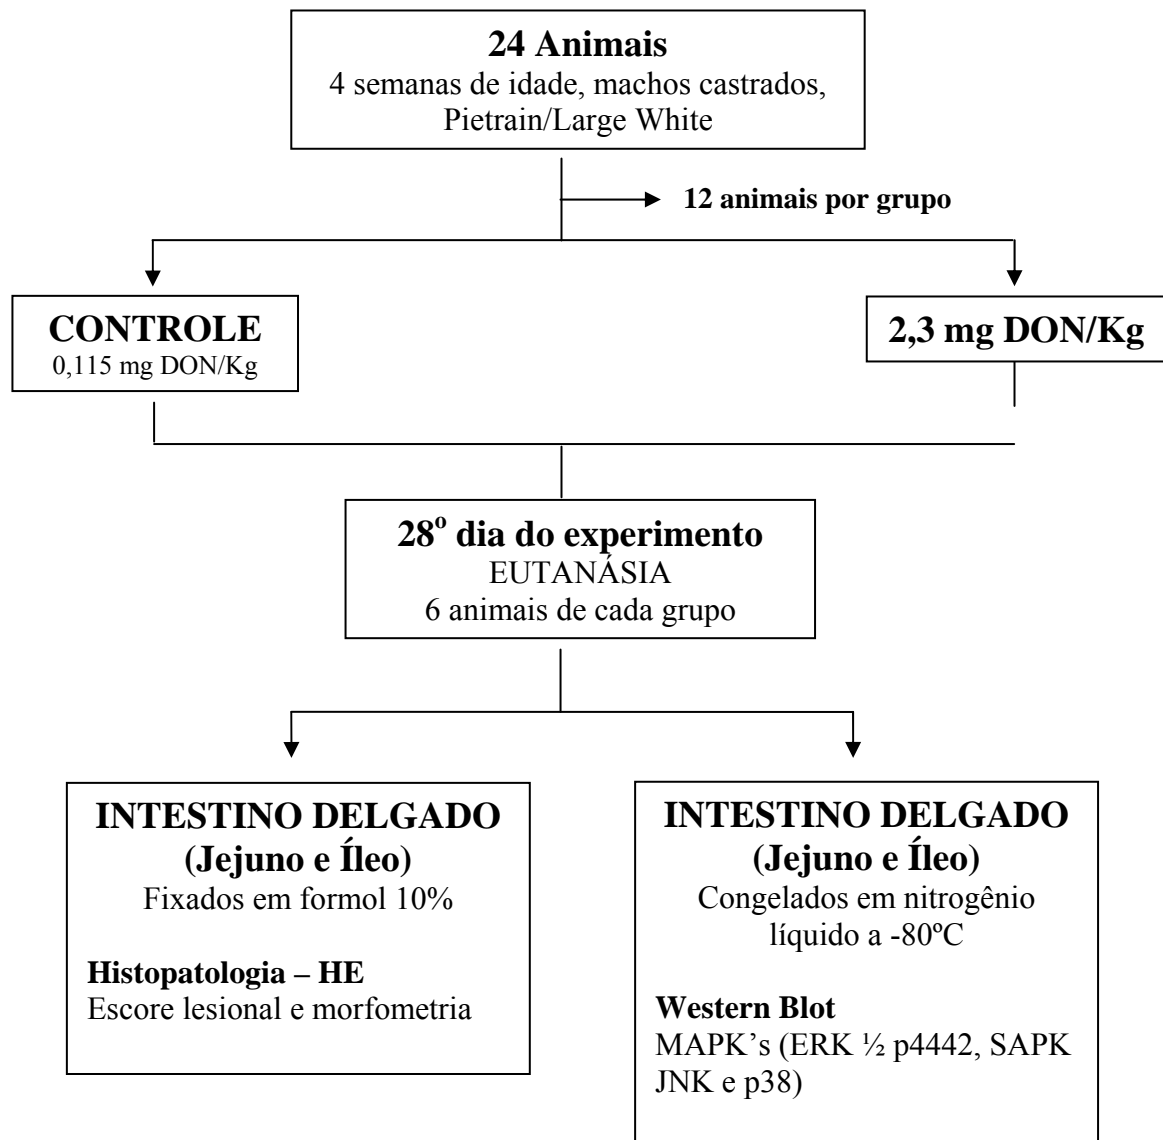 24 Animais
4 semanas de idade, machos castrados,
Pietrain/Large White
12 animais por grupo
CONTROLE
0,115 mg DON/Kg
2,3 mg DON/Kg
28º dia do experimento
EUTANÁSIA
6 animais de cada grupo
INTESTINO DELGADO
(Jejuno e Íleo)
Fixados em formol 10%
Histopatologia – HE
Escore lesional e morfometria
INTESTINO DELGADO
(Jejuno e Íleo)
Congelados em nitrogênio
líquido a -80ºC
Western Blot
MAPK’s (ERK ½ p4442, SAPK
JNK e p38)